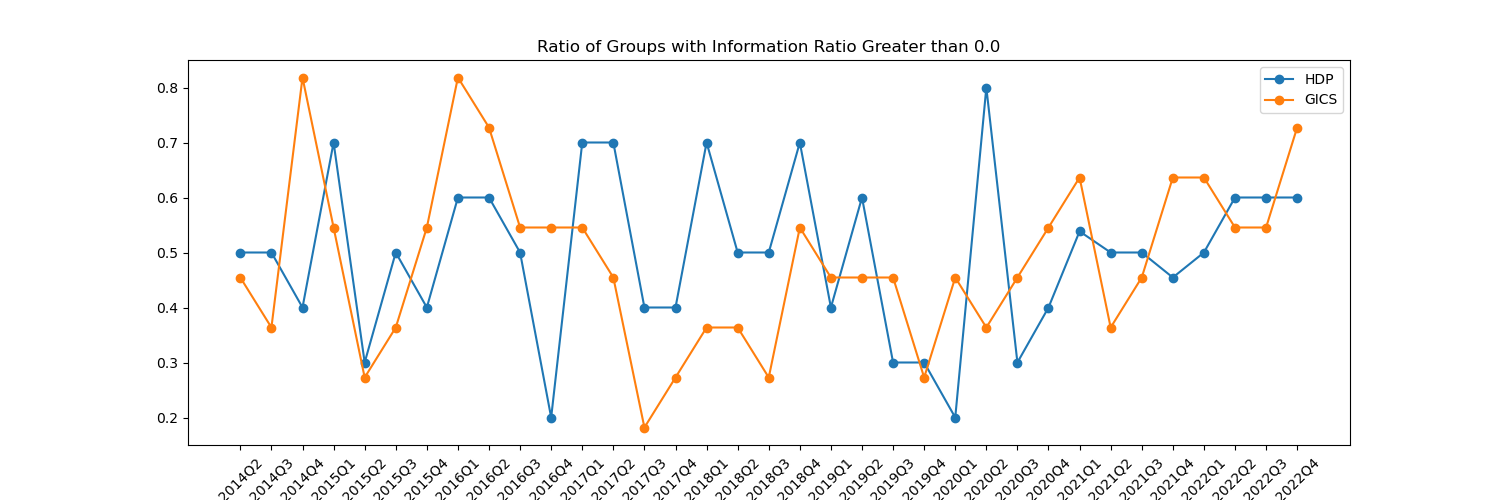 Ratio of Groups with Information Ratio Greater than 0.0
HDP
GICS
0.8
0.7
0.6
0.5
0.4
0.3
0.2
2014Q2
2014Q3
2014Q4
2015Q1
2015Q2
2015Q3
2015Q4
2016Q1
2016Q2
2016Q3
2016Q4
2017Q1
2017Q2
2017Q3
2017Q4
2018Q1
2018Q2
2018Q3
2018Q4
2019Q1
2019Q2
2019Q3
2019Q4
2020Q1
2020Q2
2020Q3
2020Q4
2021Q1
2021Q2
2021Q3
2021Q4
2022Q1
2022Q2
2022Q3
2022Q4